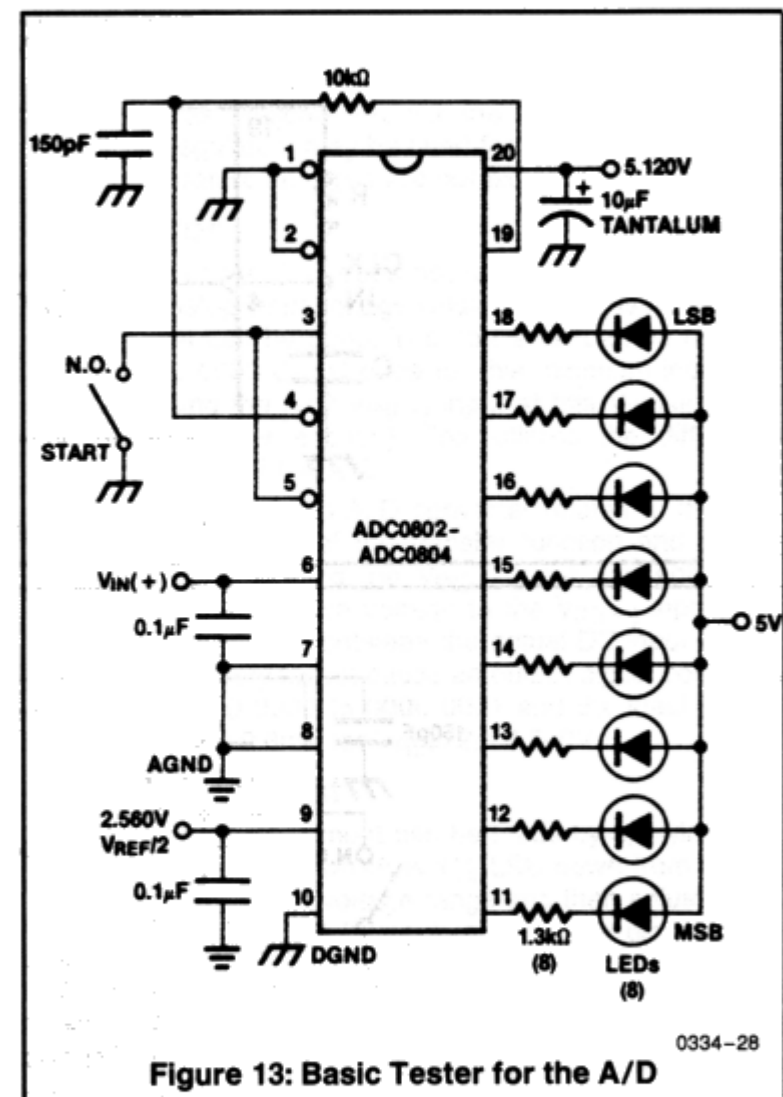 10kΩ
150pF
1
20
5.120V
+
10μF
TANTALUM
2
19
3
18
LSB
N.O.
4
17
START
5
16
ADC0802-
ADC0804
VIN(+)
6
15
5V
0.1μF
7
14
8
13
AGND
2.560V
VREF/2
9
12
0.1μF
10
11
DGND
1.3kΩ
(8)
LEDs
(8)
MSB
0334-28
Figure 13: Basic Tester for the A/D